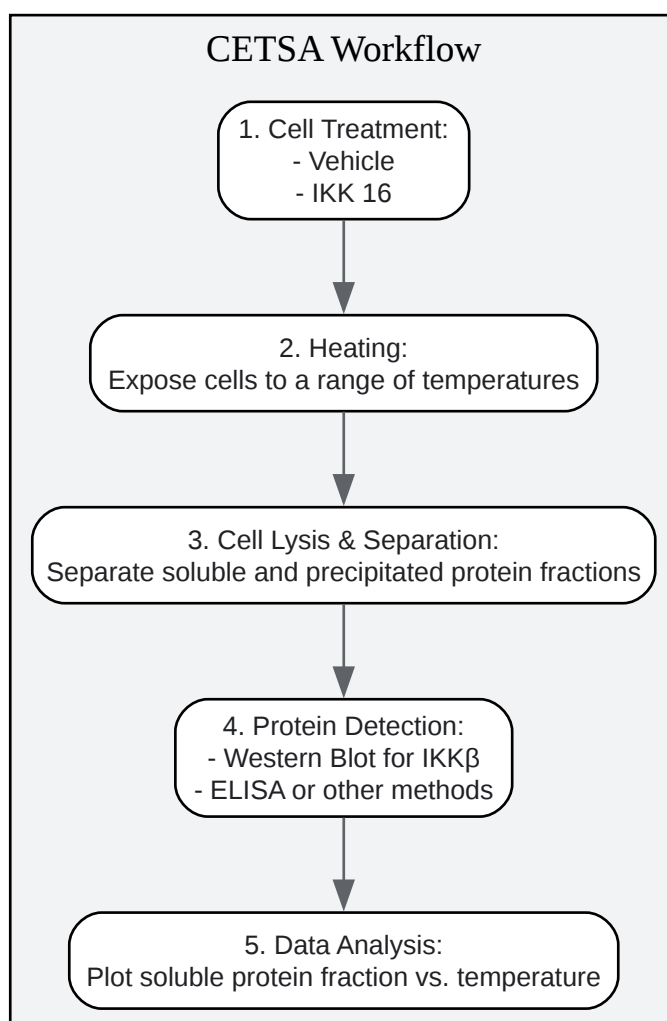 CETSA Workflow
1. Cell Treatment:
- Vehicle
- IKK 16
2. Heating:
Expose cells to a range of temperatures
3. Cell Lysis & Separation:
Separate soluble and precipitated protein fractions
4. Protein Detection:
- Western Blot for IKKβ
- ELISA or other methods
5. Data Analysis:
Plot soluble protein fraction vs. temperature